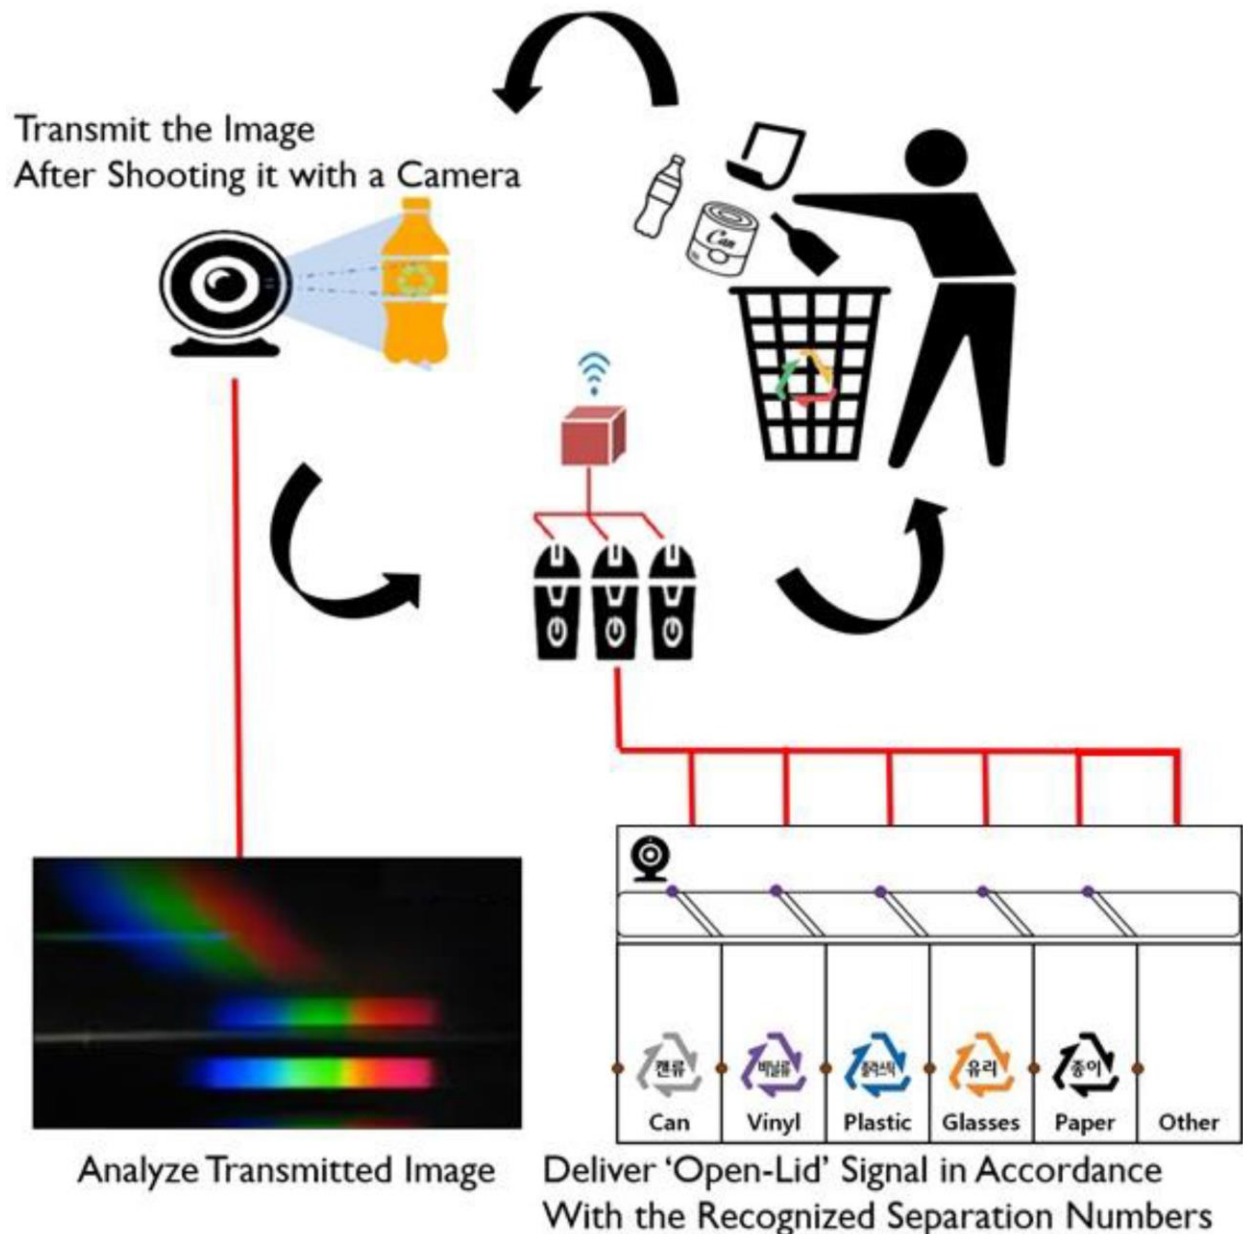 Transmit the Image
After Shooting it with a Camera
Can
캔류
비닐류
플라스틱
유리
종이
Can
Vinyl
Plastic
Glasses
Paper
Other
Analyze Transmitted Image
Deliver ‘Open-Lid’ Signal in Accordance
With the Recognized Separation Numbers